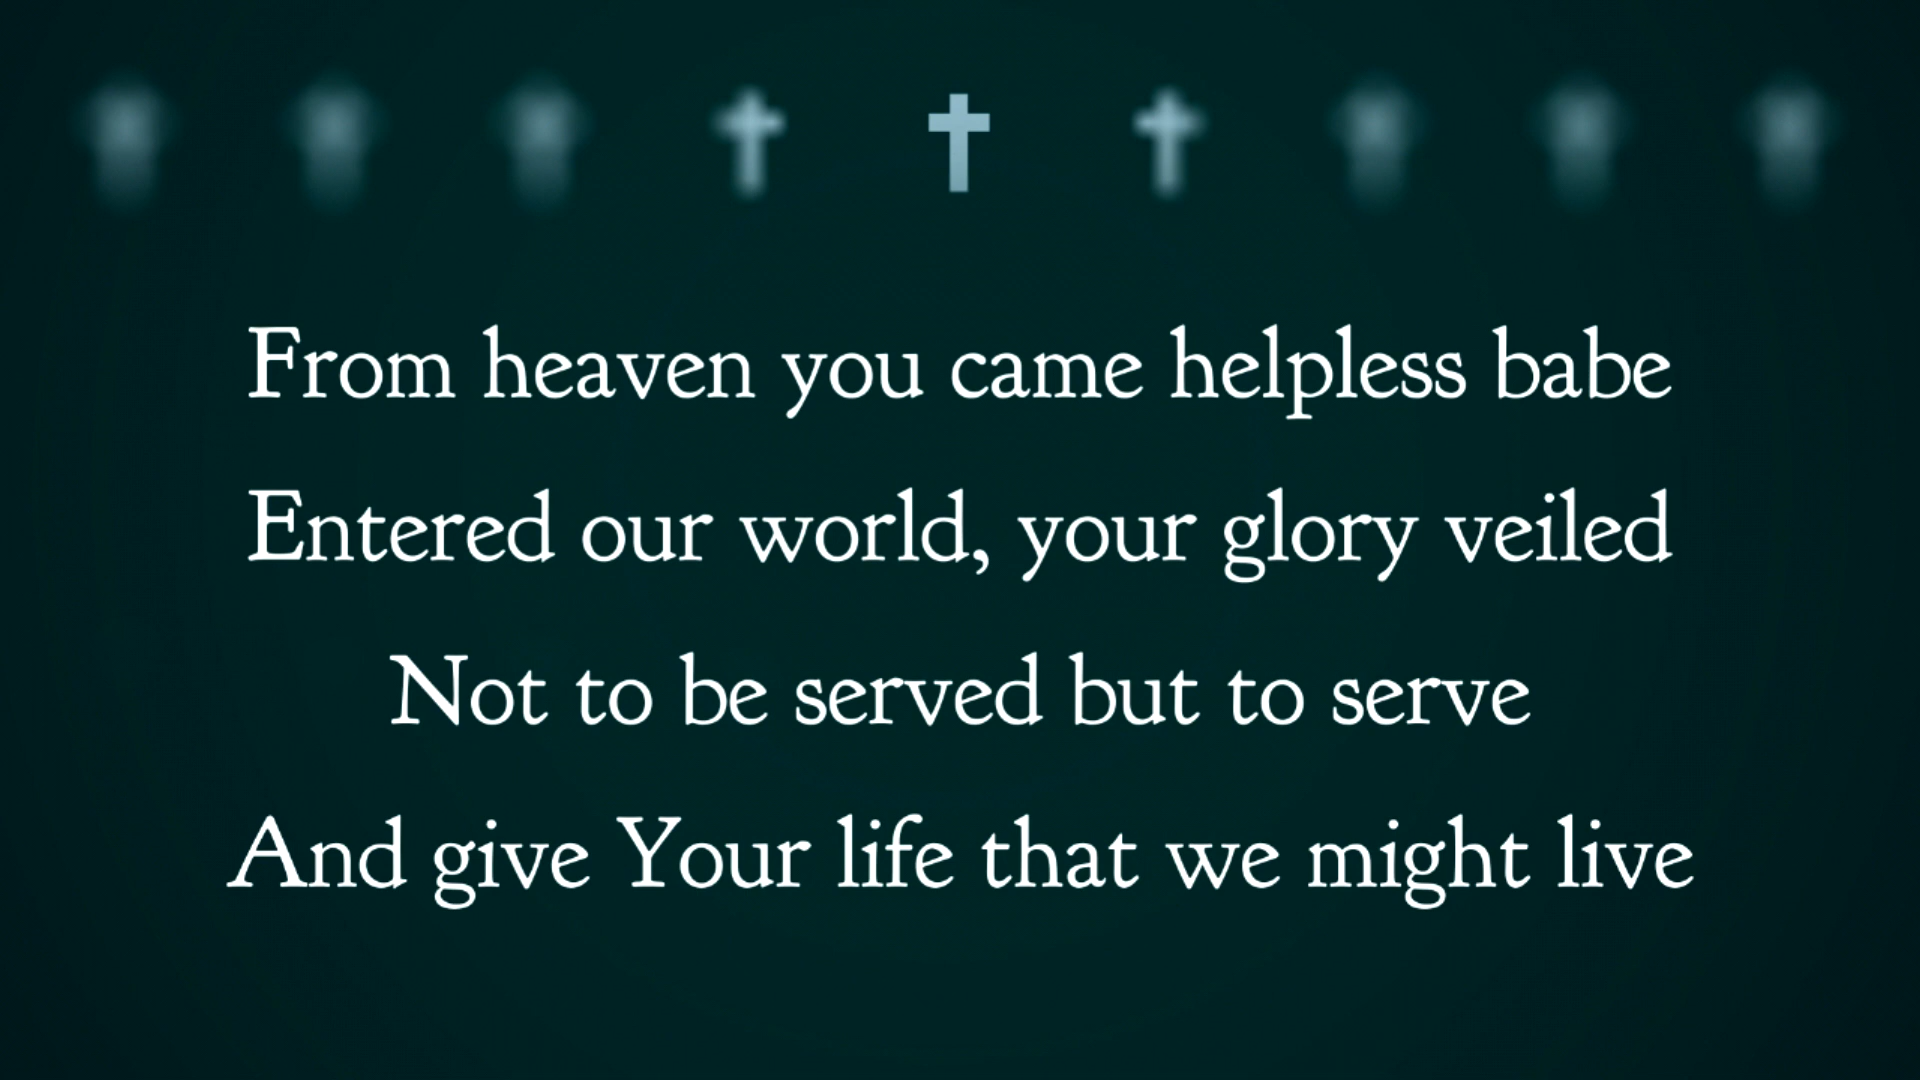 From heaven you came helpless babe
Entered our world, your glory veiled
Not to be served but to serve
And give Your life that we might live